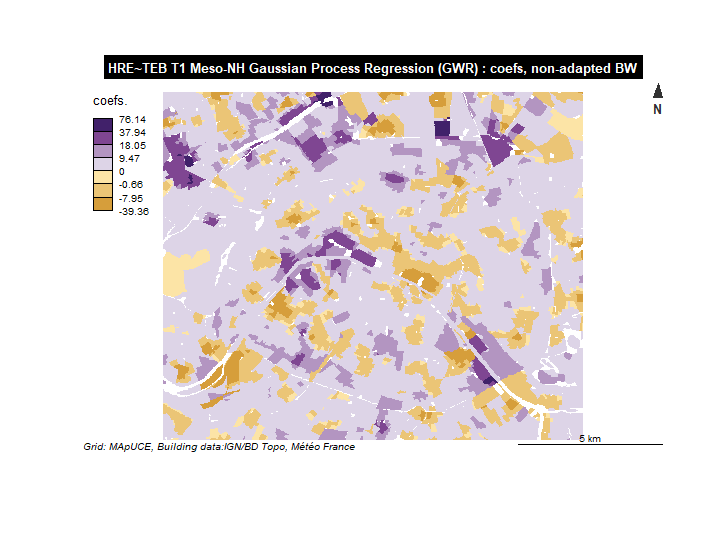 HRE~TEB T1 Meso-NH Gaussian Process Regression (GWR) : coefs, non-adapted BW
N
coefs.
76.14
37.94
18.05
9.47
0
-0.66
-7.95
-39.36
5 km
Grid: MApUCE, Building data:IGN/BD Topo, Météo France